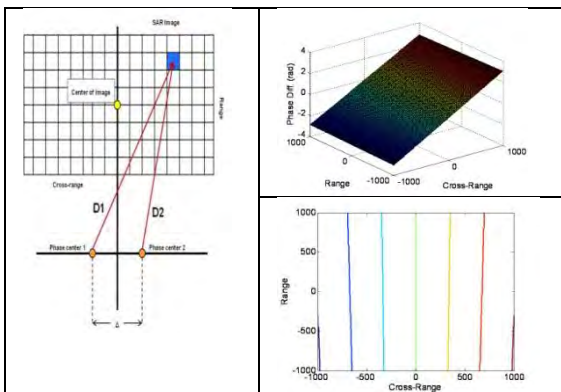 SAR Image
Center of Image
Range
Cross-range
D1
D2
Phase center 1
Phase center 2
Δ
Phase Diff (rad)
4
2
0
-2
-4
1000
0
-1000
Range
-1000
0
1000
Cross-Range
1000
500
0
-500
-1000
Range
-1000
-500
0
500
1000
Cross-Range